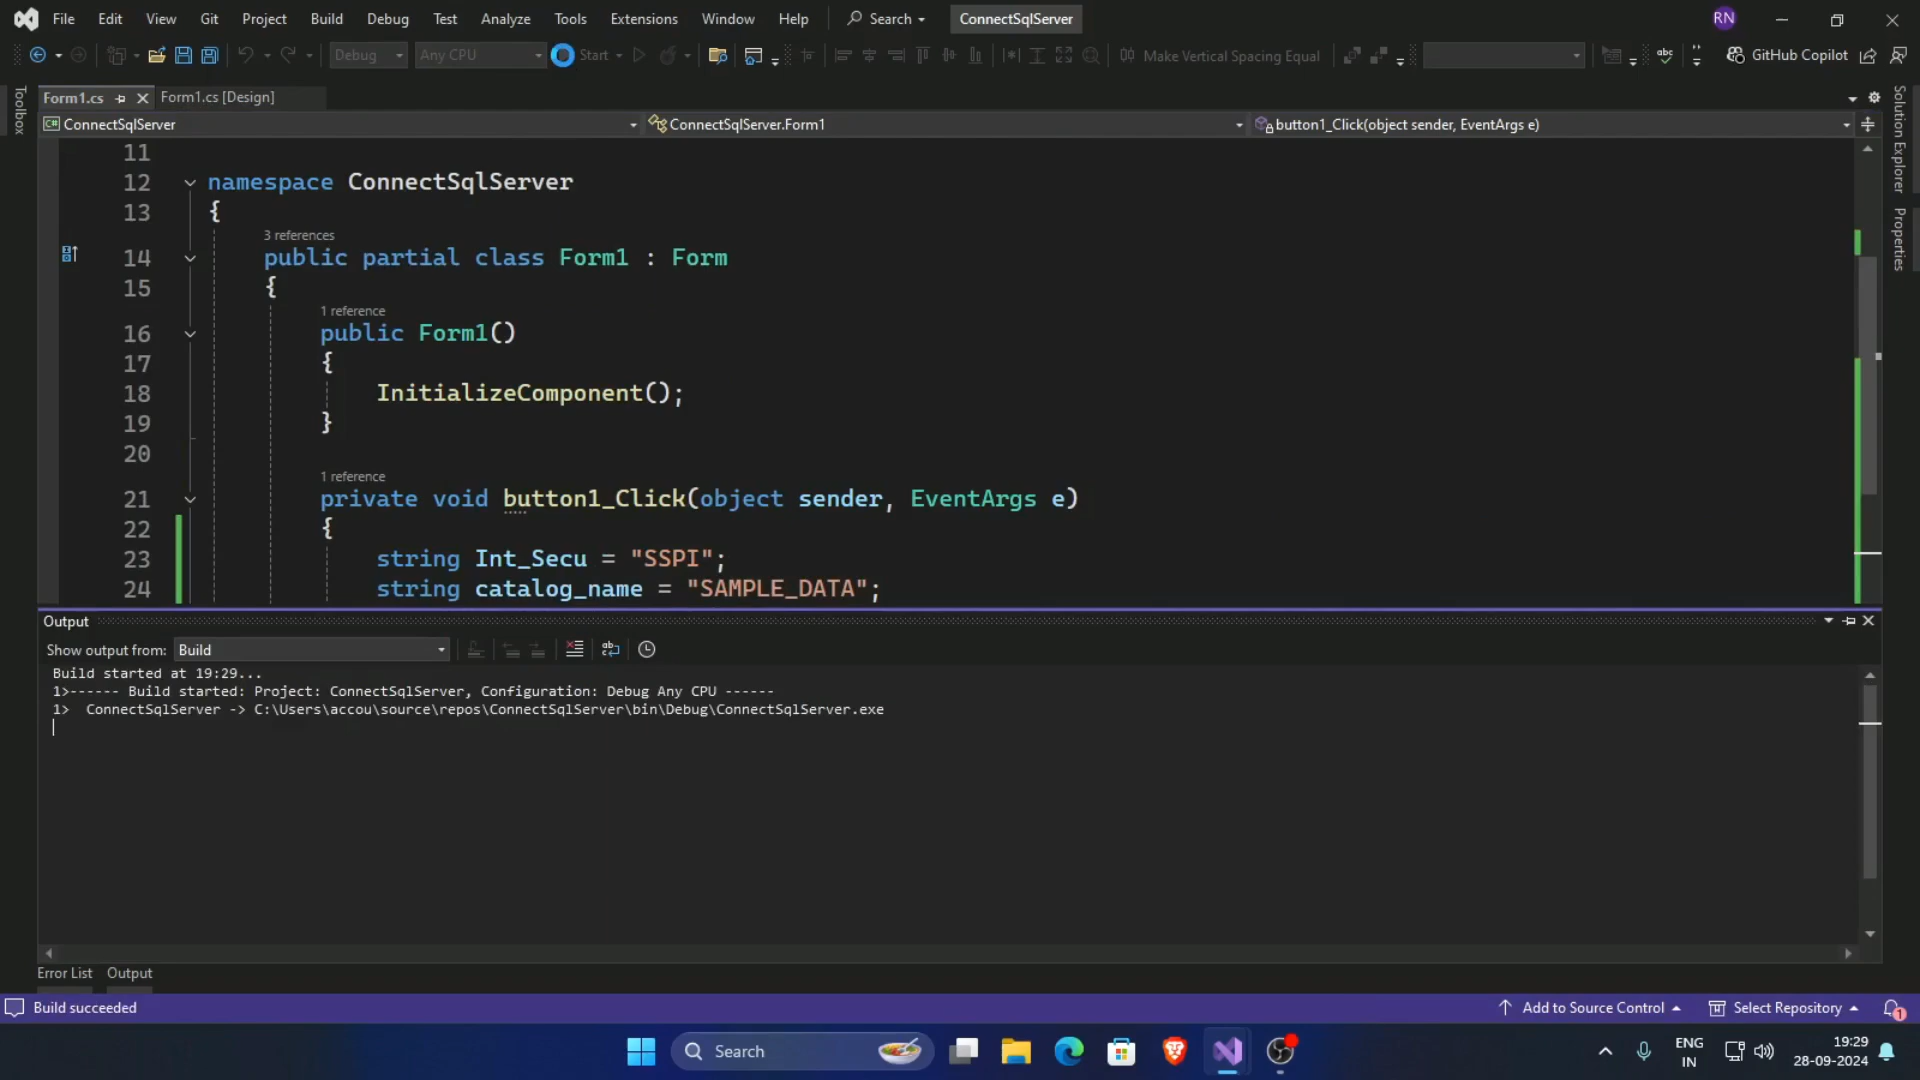 File Edit View Git Project Build Debug Test Analyze Tools Extensions Window Help Search ConnectSqlServer RN
Debug Any CPU Start Make Vertical Spacing Equal abc GitHub Copilot
Toolbox
Form1.cs Form1.cs [Design]
C# ConnectSqlServer ConnectSqlServer.Form1 button1_Click(object sender, EventArgs e)
Solution Explorer
Properties
11
12 namespace ConnectSqlServer
13 {
3 references
14 public partial class Form1 : Form
15 {
1 reference
16 public Form1()
17 {
18 InitializeComponent();
19 }
20
1 reference
21 private void button1_Click(object sender, EventArgs e)
22 {
23 string Int_Secu = "SSPI";
24 string catalog_name = "SAMPLE_DATA";
Output
Show output from: Build
Build started at 19:29...
1>------ Build started: Project: ConnectSqlServer, Configuration: Debug Any CPU ------
1>  ConnectSqlServer -> C:\Users\accou\source\repos\ConnectSqlServer\bin\Debug\ConnectSqlServer.exe
Error List Output
Build succeeded Add to Source Control Select Repository 1
Search ENG IN 19:29
28-09-2024